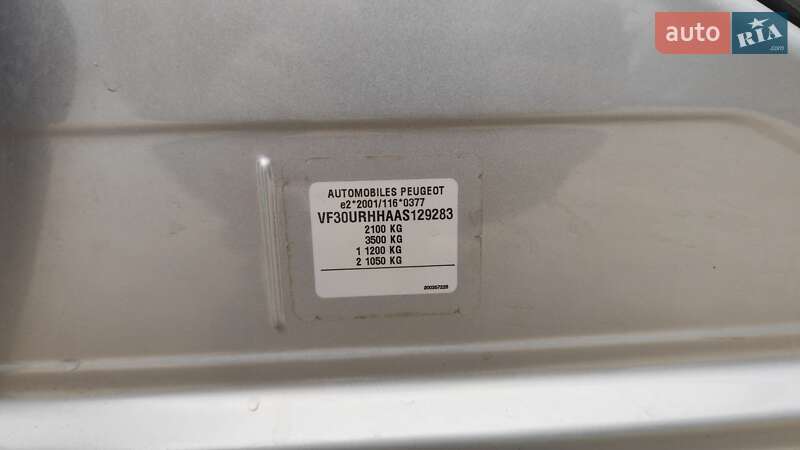 auto RIA .com
AUTOMOBILES PEUGEOT
e2*2001/116*0377
VF30URHHAAS129283
2100 KG
3500 KG
1 1200 KG
2 1050 KG